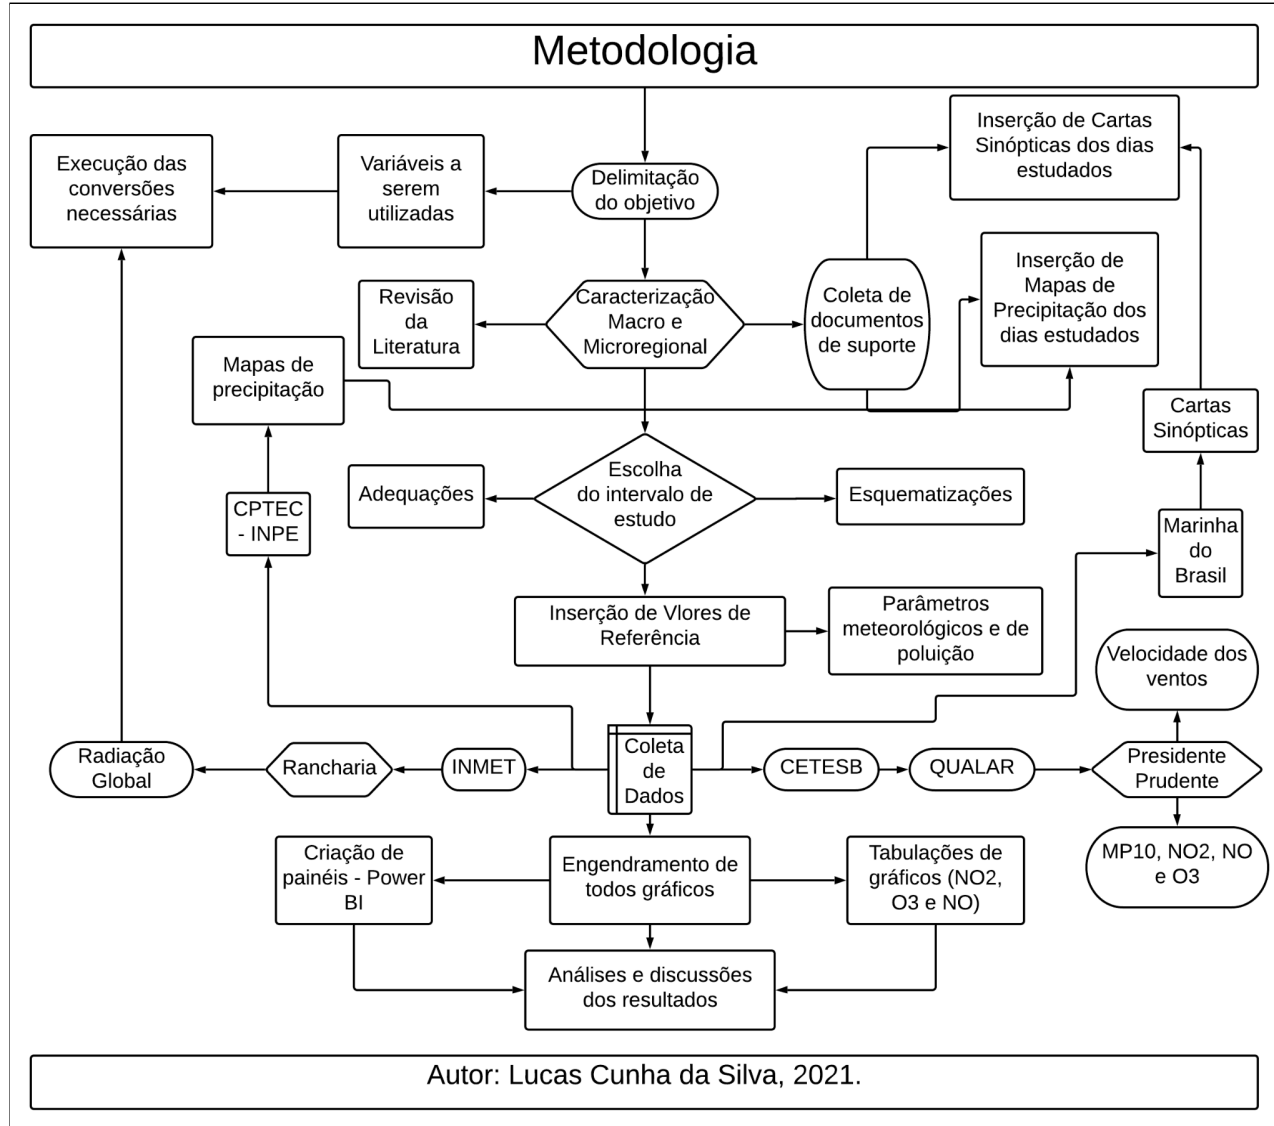 Metodologia
Inserção de Cartas
Sinópticas dos dias
estudados
Execução das
conversões
necessárias
Variáveis a
serem
utilizadas
Delimitação
do objetivo
Inserção de
Mapas de
Precipitação dos
dias estudados
Revisão
da
Literatura
Caracterização
Macro e
Microregional
Coleta de
documentos
de suporte
Mapas de
precipitação
Cartas
Sinópticas
Adequações
Escolha
do intervalo de
estudo
Esquematizações
CPTEC
- INPE
Marinha
do
Brasil
Inserção de Vlores de
Referência
Parâmetros
meteorológicos e de
poluição
Velocidade dos
ventos
Radiação
Global
Rancharia
INMET
Coleta
de
Dados
CETESB
QUALAR
Presidente
Prudente
Criação de
painéis - Power
BI
Engendramento de
todos gráficos
Tabulações de
gráficos (NO2,
O3 e NO)
MP10, NO2, NO
e O3
Análises e discussões
dos resultados
Autor: Lucas Cunha da Silva, 2021.